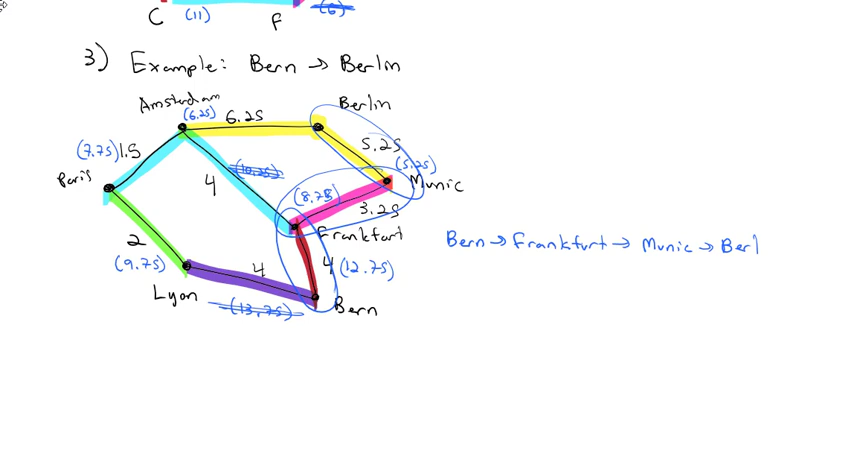 C (11) F (6)
3) Example: Bern → Berlin
Amsterdam Berlin
(6.25) 6.25
(7.75) 1.5 5.25
(10.25) (5.25)
Paris 4 (8.75) Munic
3.25
Frankfurt
2 4 (12.75)
(9.75) 4
Lyon (13.75) Bern
Bern → Frankfurt → Munic → Berl